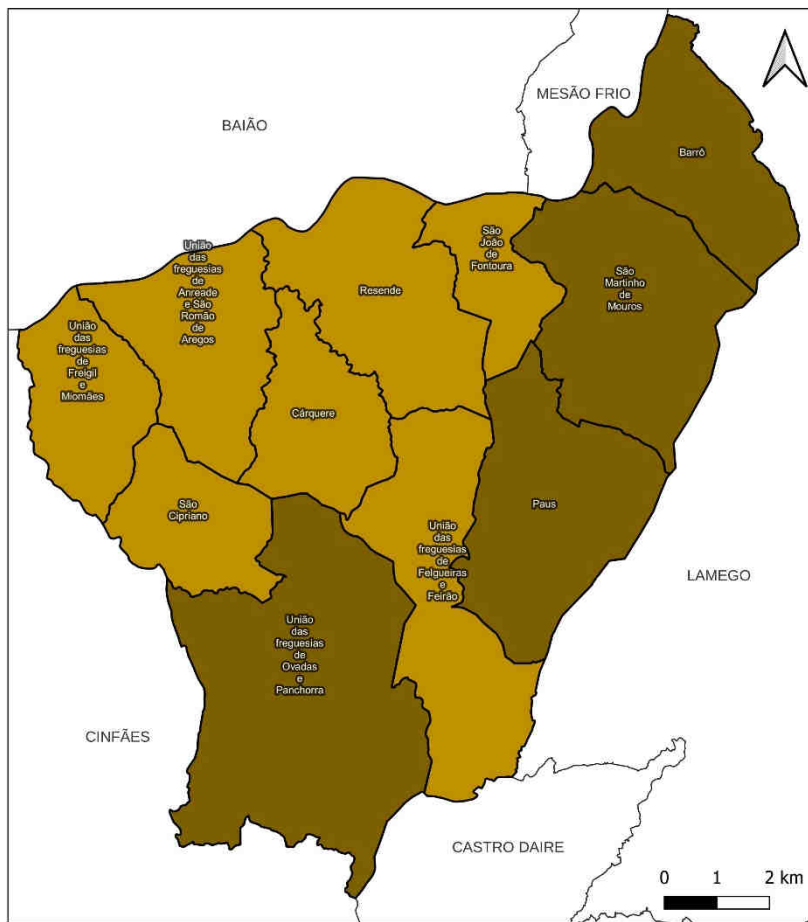 MESÃO FRIO
BAIÃO
Barrô
União
das
freguesias
de
Anreade
e São
Romão
de
Aregos
São
João
de
Fontoura
São
Martinho
de
Mouros
Resende
União
das
freguesias
de
Freigil
e
Miomães
Cárquere
São
Cipriano
Paus
União
das
freguesias
de
Felgueiras
e
Feirão
LAMEGO
União
das
freguesias
de
Ovadas
e
Panchorra
CINFÃES
CASTRO DAIRE
0 1 2 km